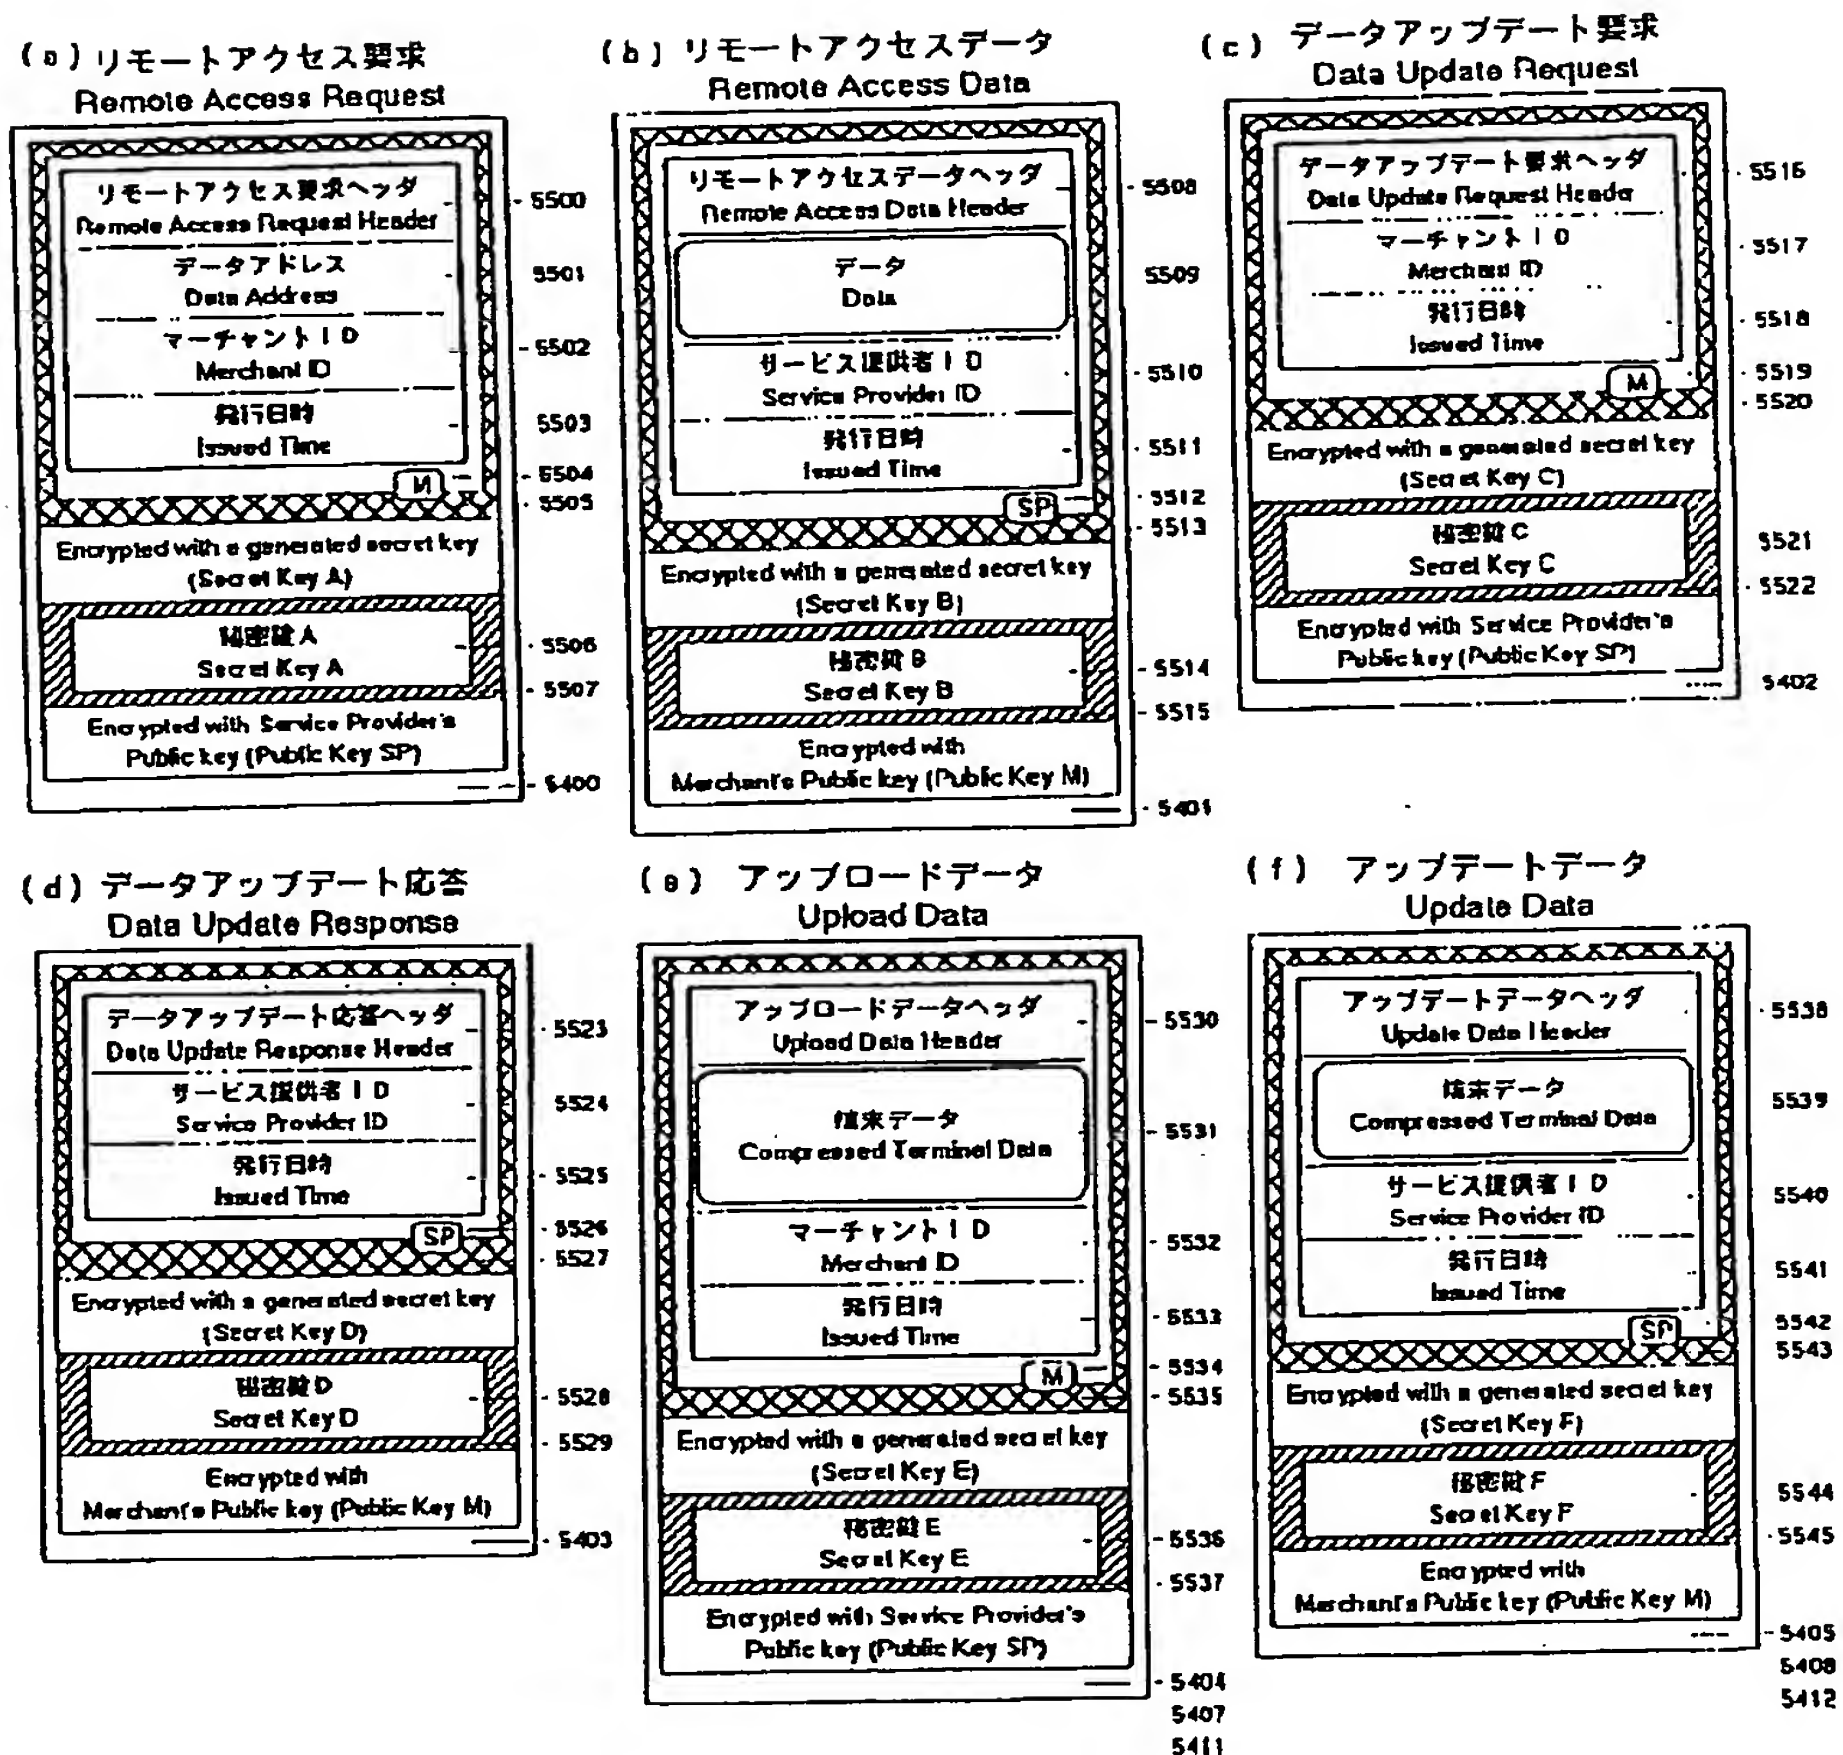 (a) リモートアクセス要求
Remote Access Request
リモートアクセス要求ヘッダ
Remote Access Request Header
5500
データアドレス
Data Address
5501
マーチャントID
Merchant ID
5502
発行日時
Issued Time
5503
M
5504
5505
Encrypted with a generated secret key
(Secret Key A)
秘密鍵A
Secret Key A
5506
5507
Encrypted with Service Provider's
Public key (Public Key SP)
5400
(b) リモートアクセスデータ
Remote Access Data
リモートアクセスデータヘッダ
Remote Access Data Header
5508
データ
Data
5509
サービス提供者ID
Service Provider ID
5510
発行日時
Issued Time
5511
SP
5512
5513
Encrypted with a generated secret key
(Secret Key B)
秘密鍵B
Secret Key B
5514
5515
Encrypted with
Merchant's Public key (Public Key M)
5401
(c) データアップデート要求
Data Update Request
データアップデート要求ヘッダ
Data Update Request Header
5516
マーチャントID
Merchant ID
5517
発行日時
Issued Time
5518
M
5519
5520
Encrypted with a generated secret key
(Secret Key C)
秘密鍵C
Secret Key C
5521
5522
Encrypted with Service Provider's
Public key (Public Key SP)
5402
(d) データアップデート応答
Data Update Response
データアップデート応答ヘッダ
Data Update Response Header
5523
サービス提供者ID
Service Provider ID
5524
発行日時
Issued Time
5525
SP
5526
5527
Encrypted with a generated secret key
(Secret Key D)
秘密鍵D
Secret Key D
5528
5529
Encrypted with
Merchant's Public key (Public Key M)
5403
(e) アップロードデータ
Upload Data
アップロードデータヘッダ
Upload Data Header
5530
端末データ
Compressed Terminal Data
5531
マーチャントID
Merchant ID
5532
発行日時
Issued Time
5533
M
5534
5535
Encrypted with a generated secret key
(Secret Key E)
秘密鍵E
Secret Key E
5536
5537
Encrypted with Service Provider's
Public key (Public Key SP)
5404
5407
5411
(f) アップデートデータ
Update Data
アップデートデータヘッダ
Update Data Header
5538
端末データ
Compressed Terminal Data
5539
サービス提供者ID
Service Provider ID
5540
発行日時
Issued Time
5541
SP
5542
5543
Encrypted with a generated secret key
(Secret Key F)
秘密鍵F
Secret Key F
5544
5545
Encrypted with
Merchant's Public key (Public Key M)
5405
5408
5412